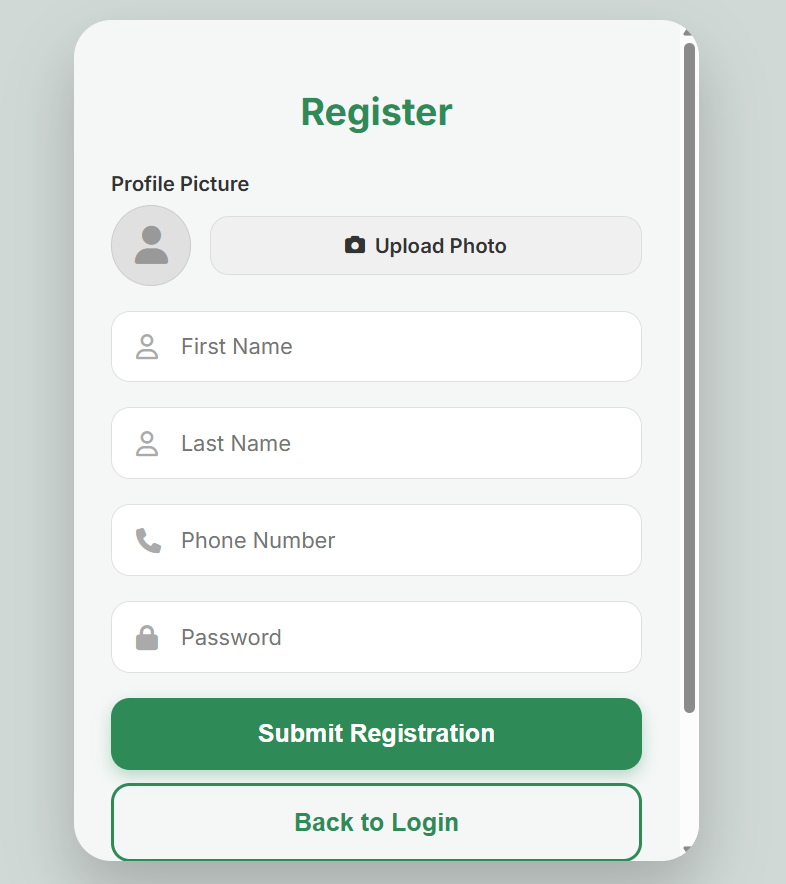 Register
Profile Picture
Upload Photo
First Name
Last Name
Phone Number
Password
Submit Registration
Back to Login